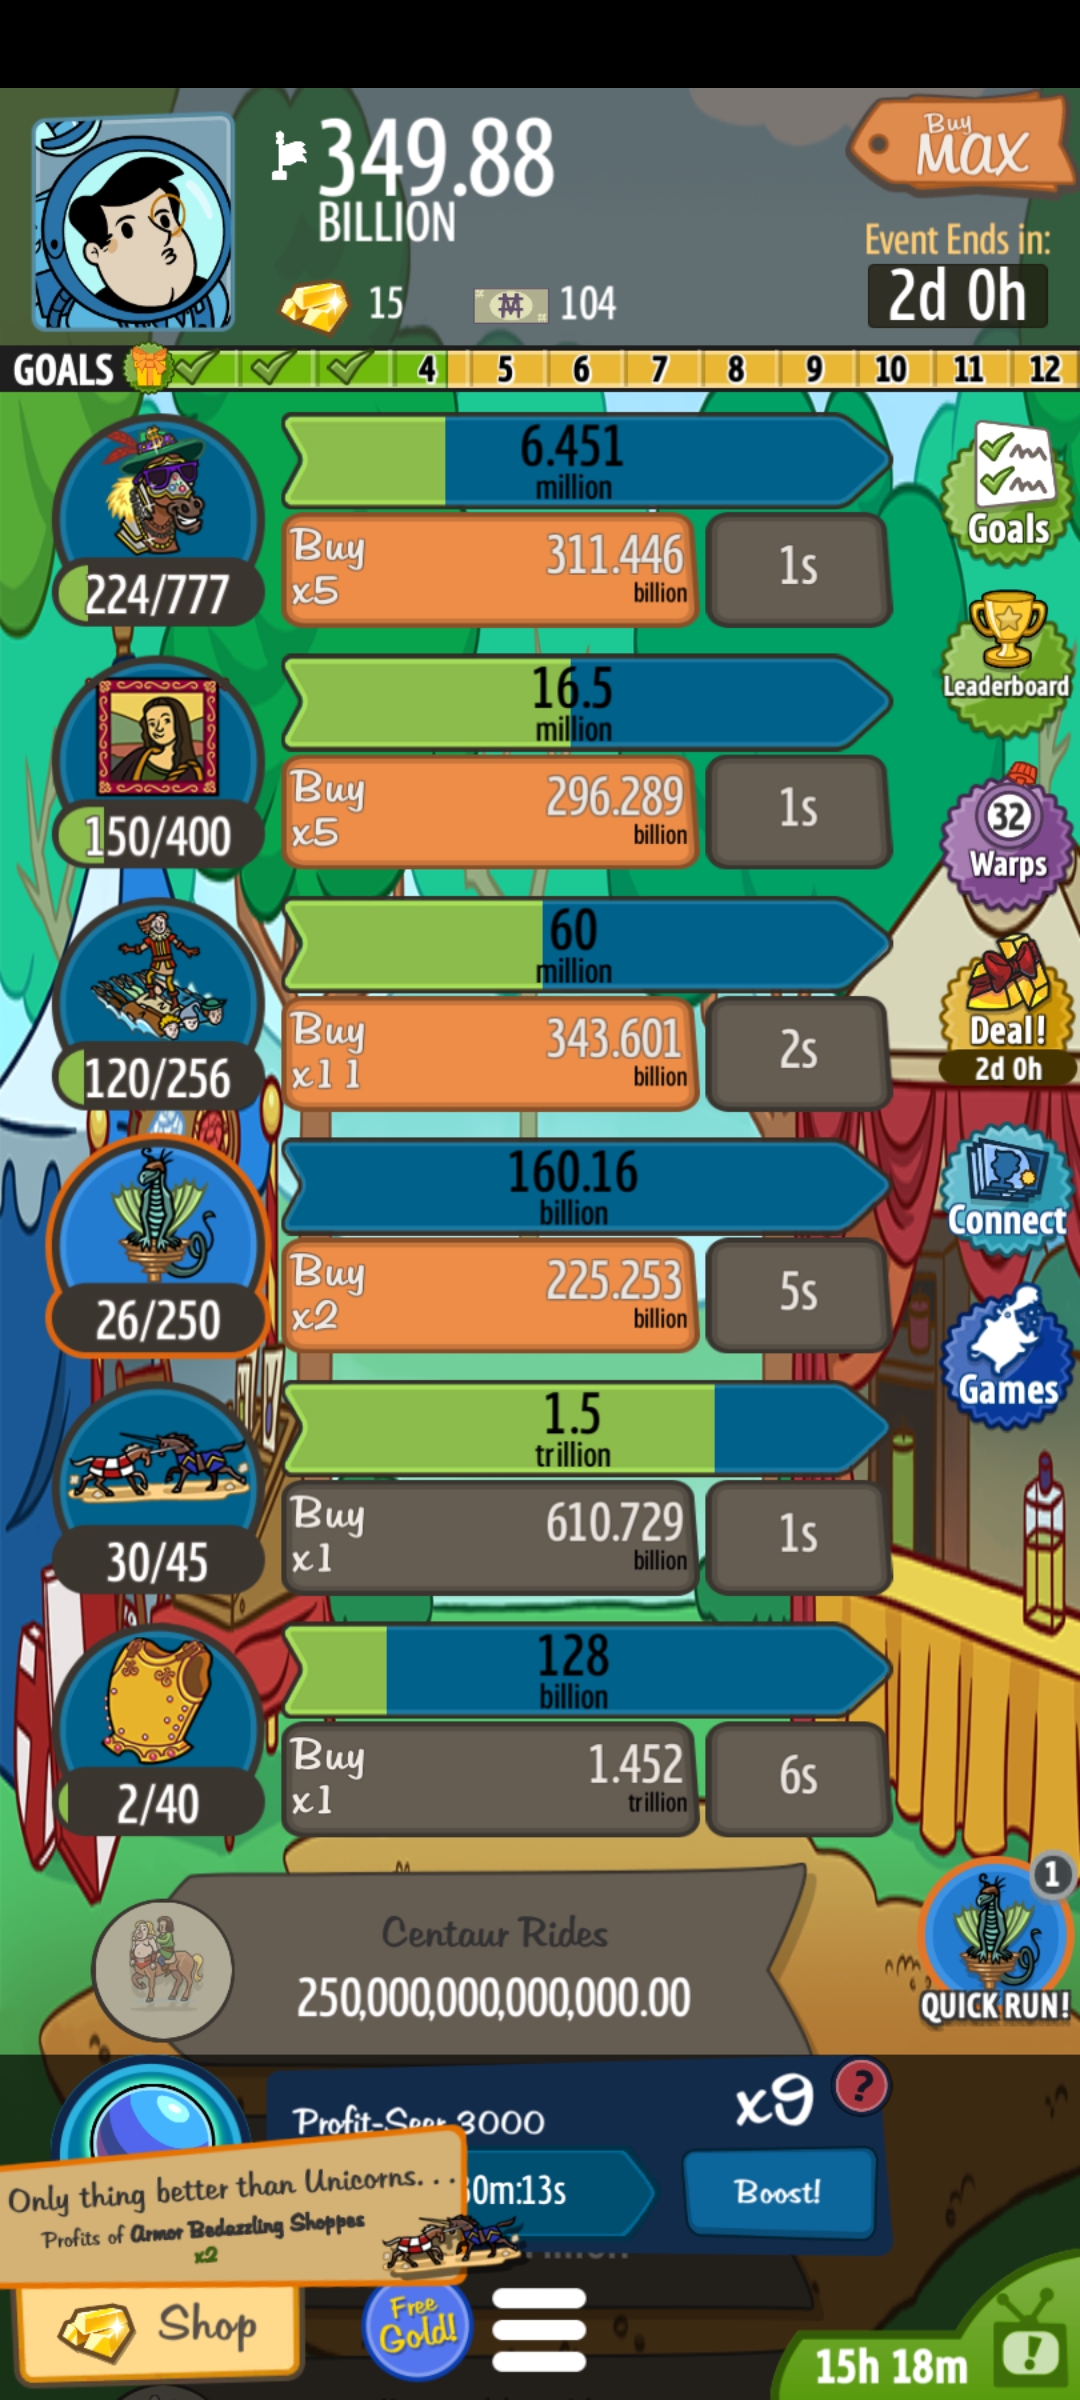 349.88
BILLION
15
104
Buy
MAX
Event Ends in:
2d 0h
GOALS
4 5 6 7 8 9 10 11 12
6.451
million
Buy
x5
311.446
billion
1s
224/777
Goals
Leaderboard
16.5
million
Buy
x5
296.289
billion
1s
150/400
32
Warps
60
million
Buy
x11
343.601
billion
2s
120/256
Deal!
2d 0h
160.16
billion
Buy
x2
225.253
billion
5s
26/250
Connect
Games
1.5
trillion
Buy
x1
610.729
billion
1s
30/45
128
billion
Buy
x1
1.452
trillion
6s
2/40
Centaur Rides
250,000,000,000,000.00
1
QUICK RUN!
Profit-Seer 3000
x9
?
0m:13s
Boost!
Only thing better than Unicorns...
Profits of Armor Bedazzling Shoppes
x2
Shop
Free
Gold!
15h 18m